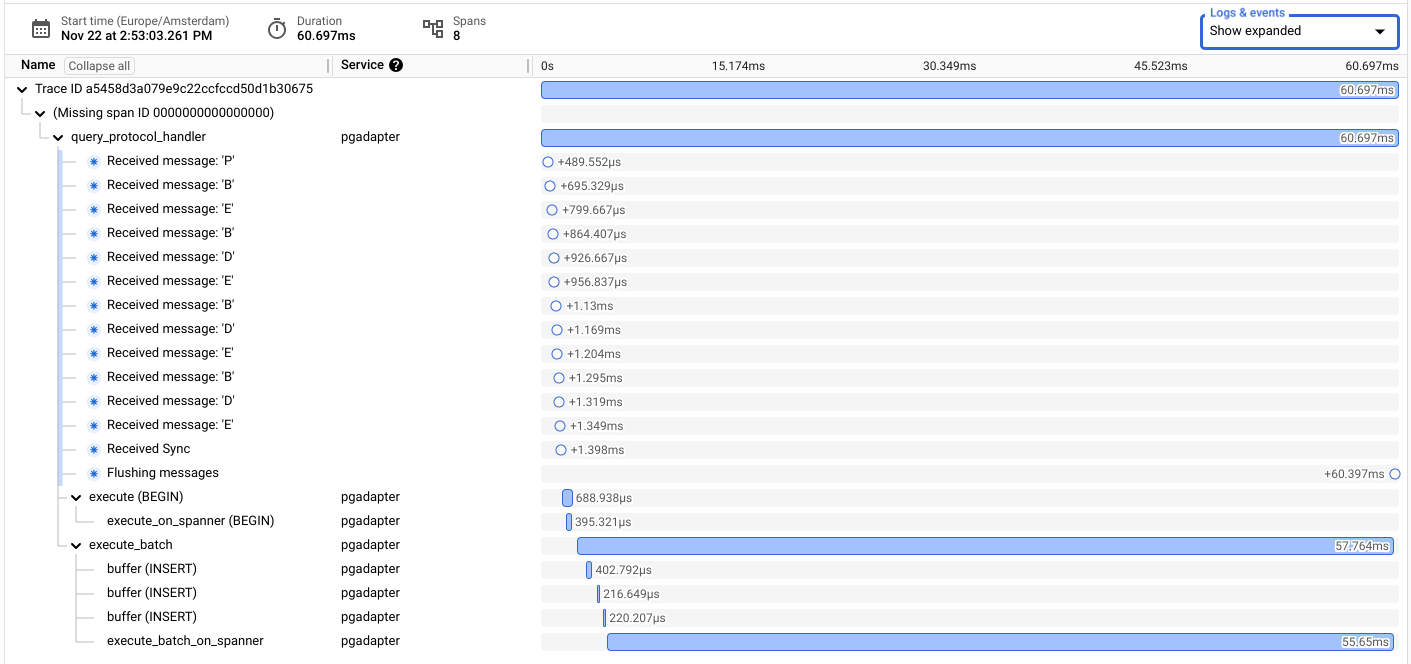 Start time (Europe/Amsterdam) Duration Spans Logs & events
Nov 22 at 2:53:03.261 PM 60.697ms 8 Show expanded
Name Collapse all Service ? 0s 15.174ms 30.349ms 45.523ms 60.697ms
Trace ID a5458d3a079e9c22ccfccd50d1b30675 60.697ms
(Missing span ID 0000000000000000)
query_protocol_handler pgadapter 60.697ms
Received message: 'P' +489.552µs
Received message: 'B' +695.329µs
Received message: 'E' +799.667µs
Received message: 'B' +864.407µs
Received message: 'D' +926.667µs
Received message: 'E' +956.837µs
Received message: 'B' +1.13ms
Received message: 'D' +1.169ms
Received message: 'E' +1.204ms
Received message: 'B' +1.295ms
Received message: 'D' +1.319ms
Received message: 'E' +1.349ms
Received Sync +1.398ms
Flushing messages +60.397ms
execute (BEGIN) pgadapter 688.938µs
execute_on_spanner (BEGIN) pgadapter 395.321µs
execute_batch pgadapter 57.764ms
buffer (INSERT) pgadapter 402.792µs
buffer (INSERT) pgadapter 216.649µs
buffer (INSERT) pgadapter 220.207µs
execute_batch_on_spanner pgadapter 55.65ms